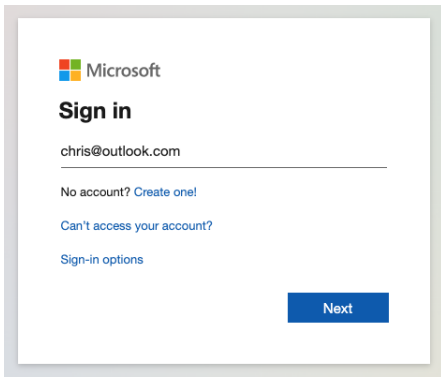 Microsoft
Sign in
chris@outlook.com
No account? Create one!
Can't access your account?
Sign-in options
Next